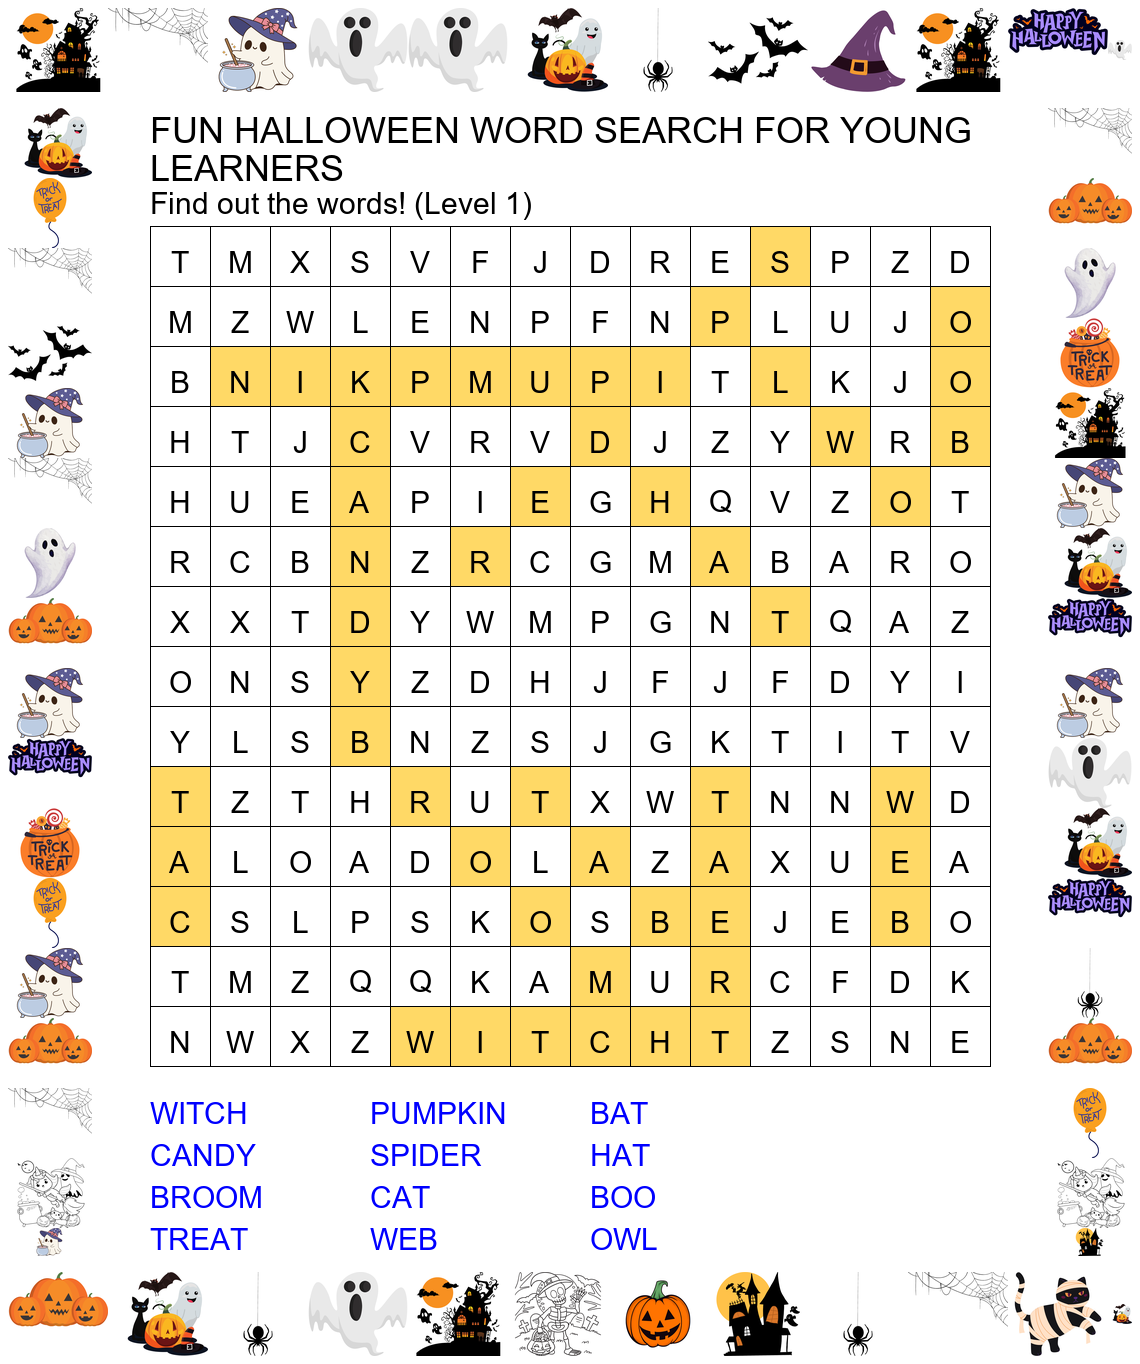 HAPPY
HALLOWEEN
FUN HALLOWEEN WORD SEARCH FOR YOUNG
LEARNERS
Find out the words! (Level 1)
T M X S V F J D R E S P Z D
M Z W L E N P F N P L U J O
B N I K P M U P I T L K J O
H T J C V R V D J Z Y W R B
H U E A P I E G H Q V Z O T
R C B N Z R C G M A B A R O
X X T D Y W M P G N T Q A Z
O N S Y Z D H J F J F D Y I
Y L S B N Z S J G K T I T V
T Z T H R U T X W T N N W D
A L O A D O L A Z A X U E A
C S L P S K O S B E J E B O
T M Z Q Q K A M U R C F D K
N W X Z W I T C H T Z S N E
WITCH PUMPKIN BAT
CANDY SPIDER HAT
BROOM CAT BOO
TREAT WEB OWL
TRICK
or
TREAT
HAPPY
HALLOWEEN
TRICK
or
TREAT
TRICK
or
TREAT
TRICK
or
TREAT
HAPPY
HALLOWEEN
HAPPY
HALLOWEEN
TRICK
or
TREAT